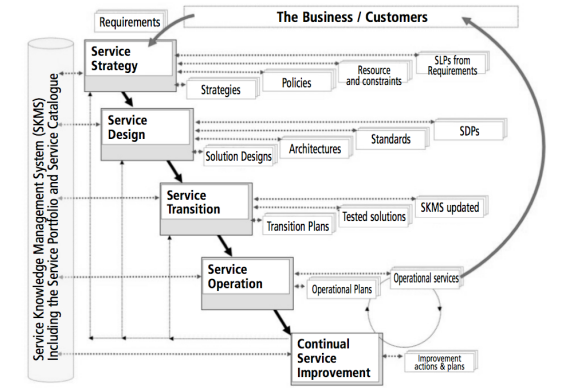 Requirements
The Business / Customers
Service Knowledge Management System (SKMS)
Including the Service Portfolio and Service Catalogue
Service
Strategy
SLPs from
Requirements
Resource
and constraints
Policies
Strategies
Service
Design
SDPs
Standards
Architectures
Solution Designs
Service
Transition
SKMS updated
Tested solutions
Transition Plans
Service
Operation
Operational services
Operational Plans
Continual
Service
Improvement
Improvement
actions & plans